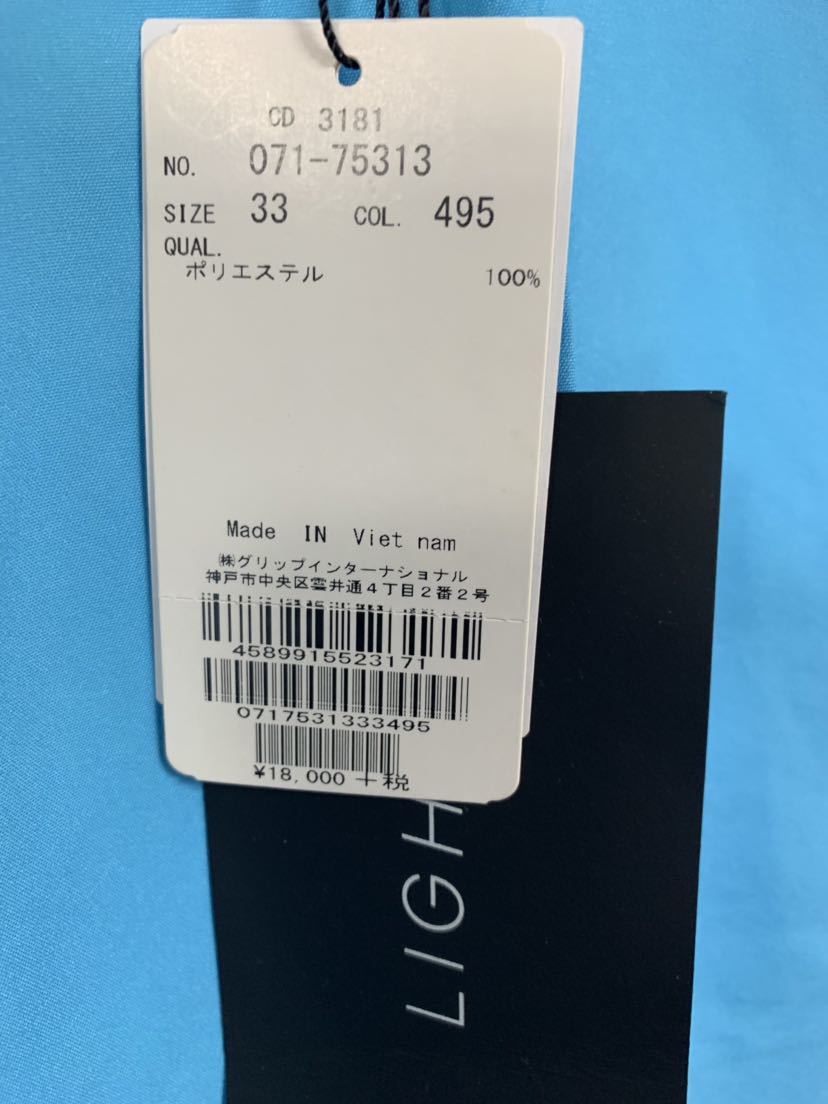 CD 3181
NO. 071-75313
SIZE 33 COL. 495
QUAL.
ポリエステル 100%
Made IN Viet nam
㈱グリップインターナショナル
神戸市中央区雲井通4丁目2番2号
4589915523171
0717531333495
¥18,000 +税
LIGH